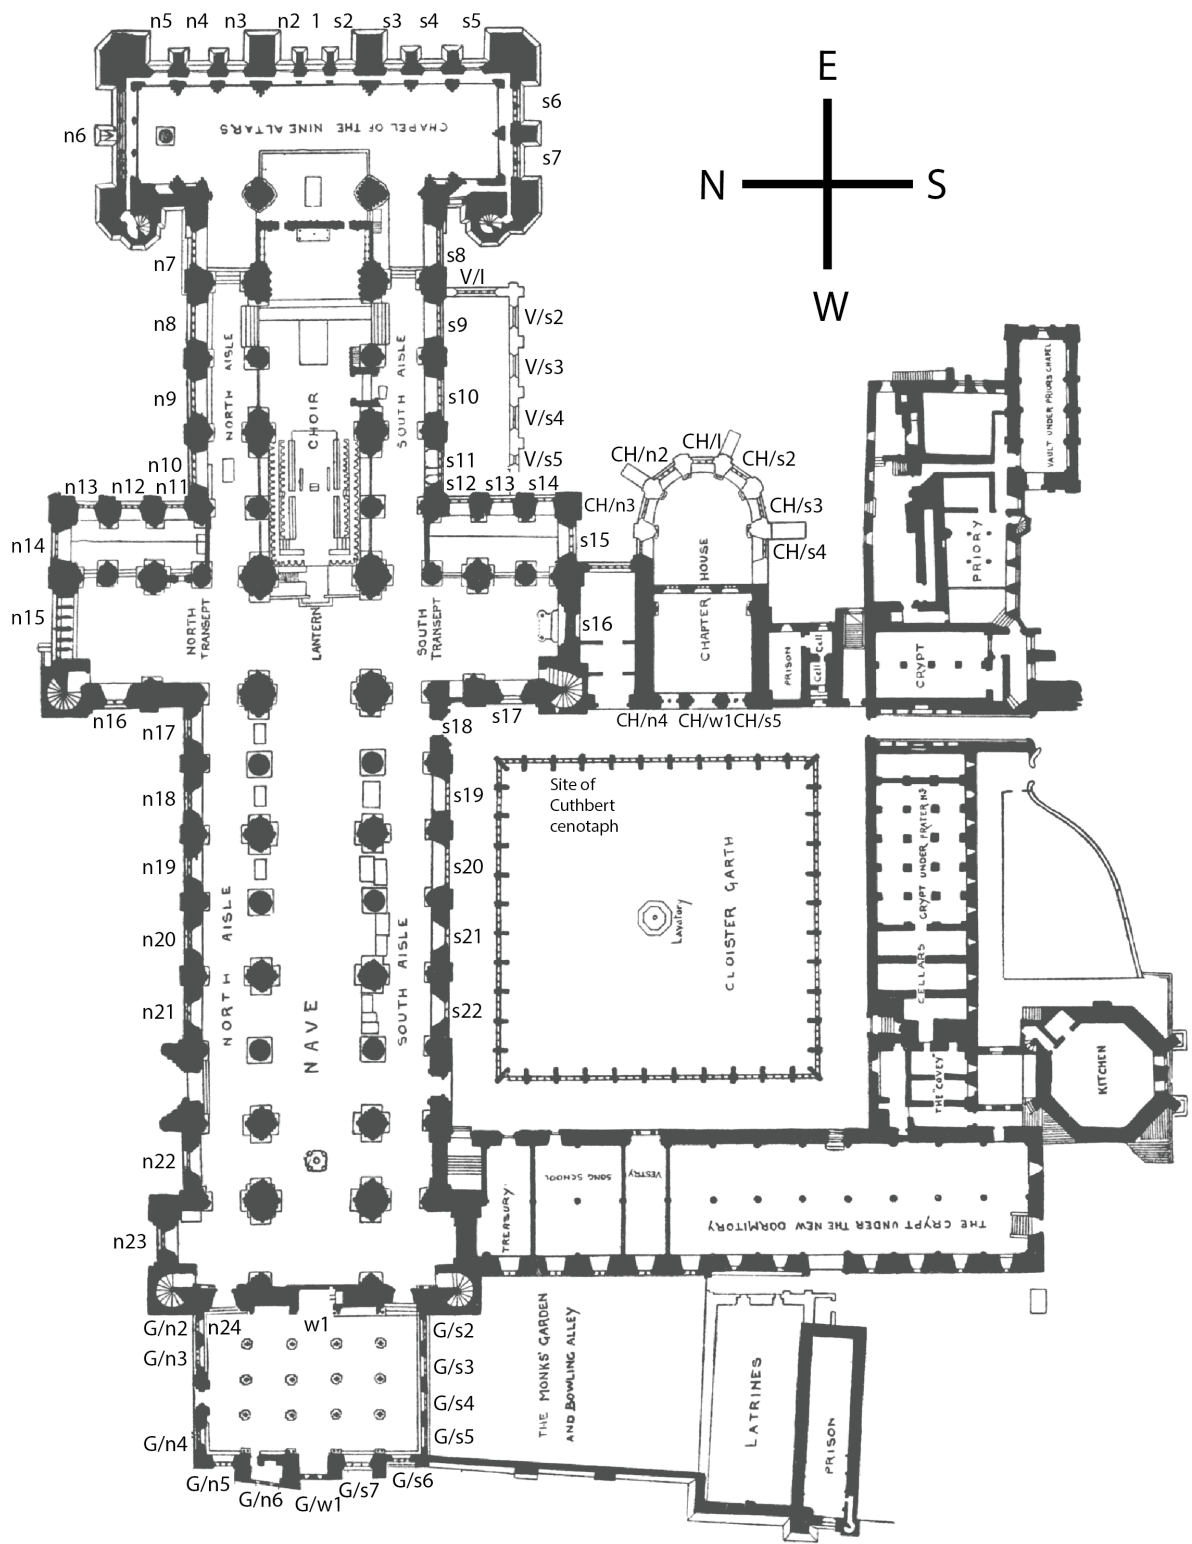 n5 n4 n3 n2 1 s2 s3 s4 s5
E
N S
W
n6
s6
s7
CHAPEL OF THE NINE ALTARS
n7
s8
V/I
n8
s9
V/s2
V/s3
n9
s10
V/s4
NORTH AISLE
CHOIR
SOUTH AISLE
n10
s11
V/s5
n13 n12 n11
s12 s13 s14
CH/n3
CH/n2
CH/I
CH/s2
CH/s3
CH/s4
VAULT UNDER PRIORS CHAPEL
PRIORY
n14
s15
n15
s16
NORTH
TRANSEPT
LANTERN
SOUTH
TRANSEPT
CHAPTER HOUSE
PRISON
Cell
Cell
CRYPT
n16
s17
n17
s18
CH/n4 CH/w1 CH/s5
Site of
Cuthbert
cenotaph
n18
s19
n19
s20
n20
s21
n21
s22
NORTH AISLE
NAVE
SOUTH AISLE
Lavatory
CLOISTER GARTH
CRYPT UNDER FRATER
CELLARS
THE "COVEY"
KITCHEN
n22
n23
TREASURY
SONG SCHOOL
VESTRY
THE CRYPT UNDER THE NEW DORMITORY
G/n2
n24
w1
G/s2
G/n3
G/s3
G/s4
G/n4
G/s5
G/n5
G/n6
G/w1
G/s7
G/s6
THE MONKS' GARDEN
AND BOWLING ALLEY
LATRINES
PRISON